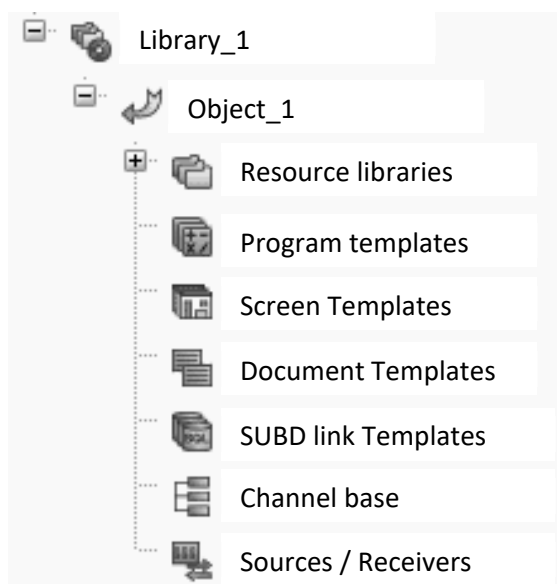 Library_1
Object_1
Resource libraries
Program templates
Screen Templates
Document Templates
SUBD link Templates
Channel base
Sources / Receivers